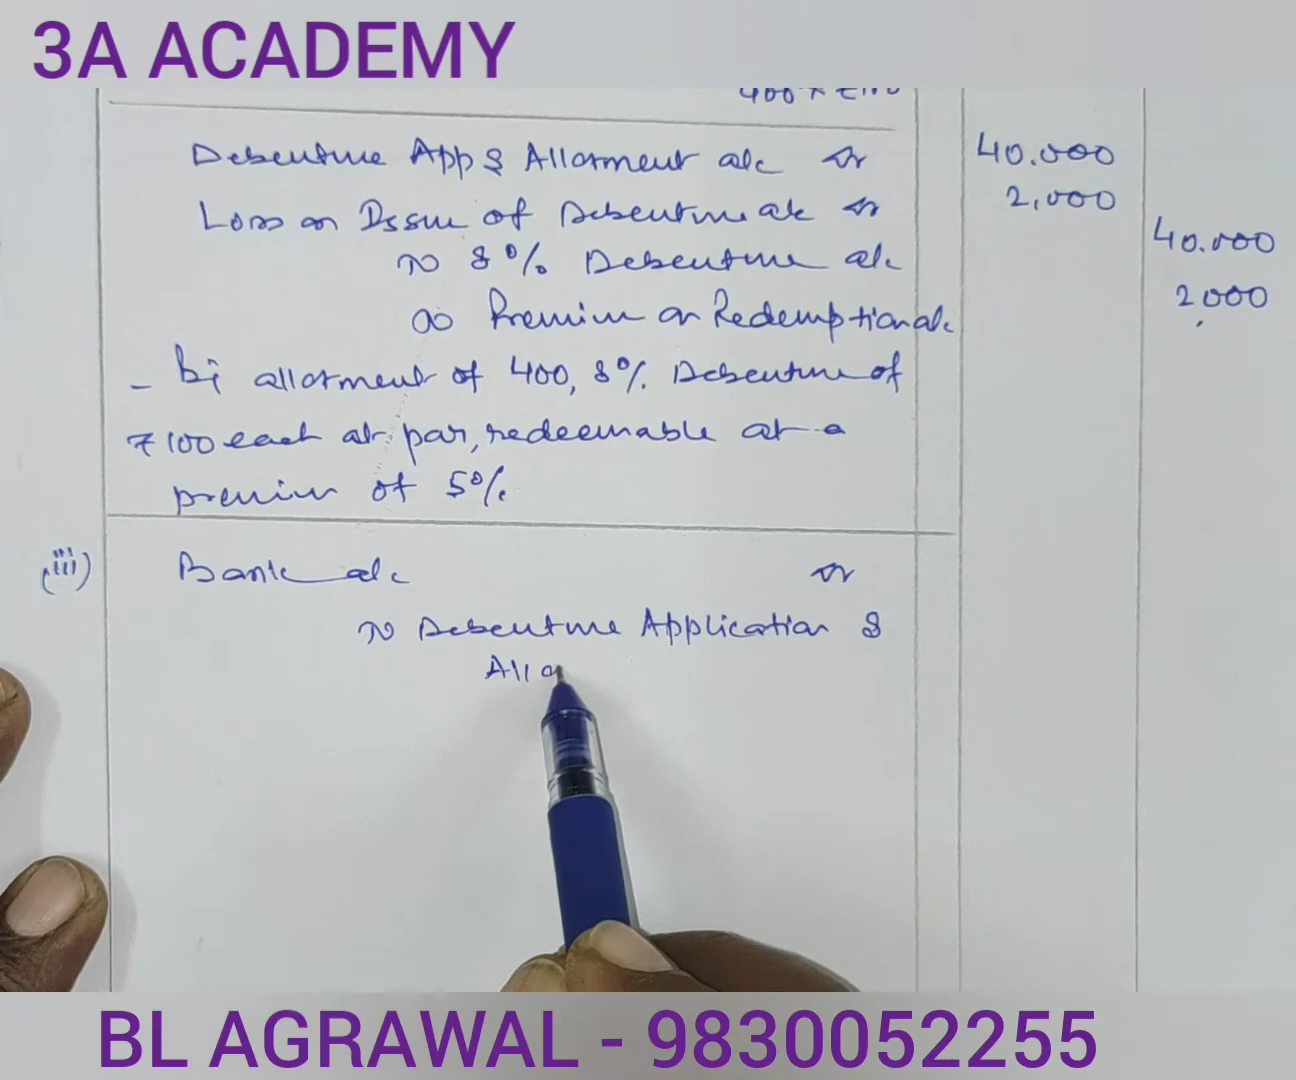 3A ACADEMY
Debenture App & Allotment a/c Dr 40,000
Loss on Issue of Debenture a/c Dr 2,000
To 8% Debenture a/c 40,000
To Premium on Redemption a/c 2,000
- allotment of 400, 8% Debenture of
₹100 each at par, redeemable at a
premium of 5%.
(iii) Bank a/c Dr
To Debenture Application &
Allo
BL AGRAWAL - 9830052255